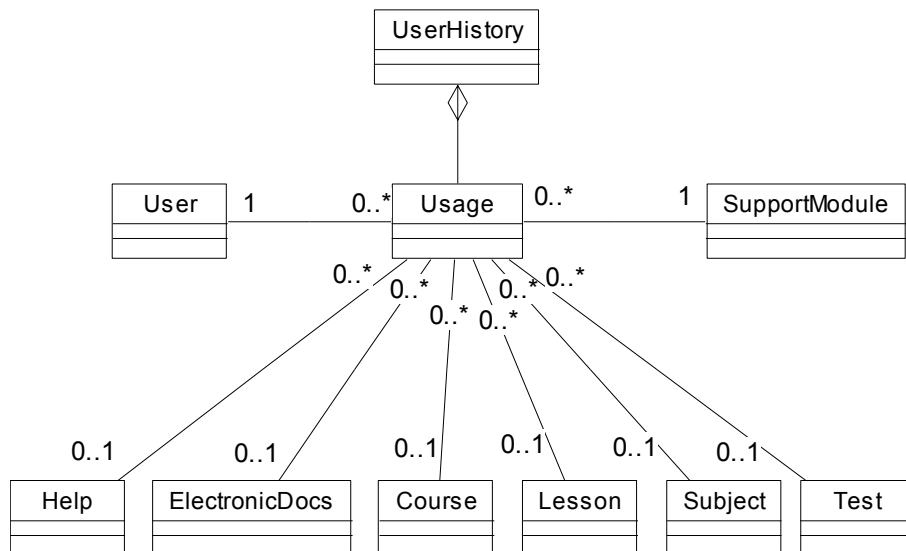 UserHistory
User
1
0..*
Usage
0..*
1
SupportModule
0..*
0..*
0..*
0..*
0..*
0..*
0..1
0..1
0..1
0..1
0..1
0..1
Help
ElectronicDocs
Course
Lesson
Subject
Test